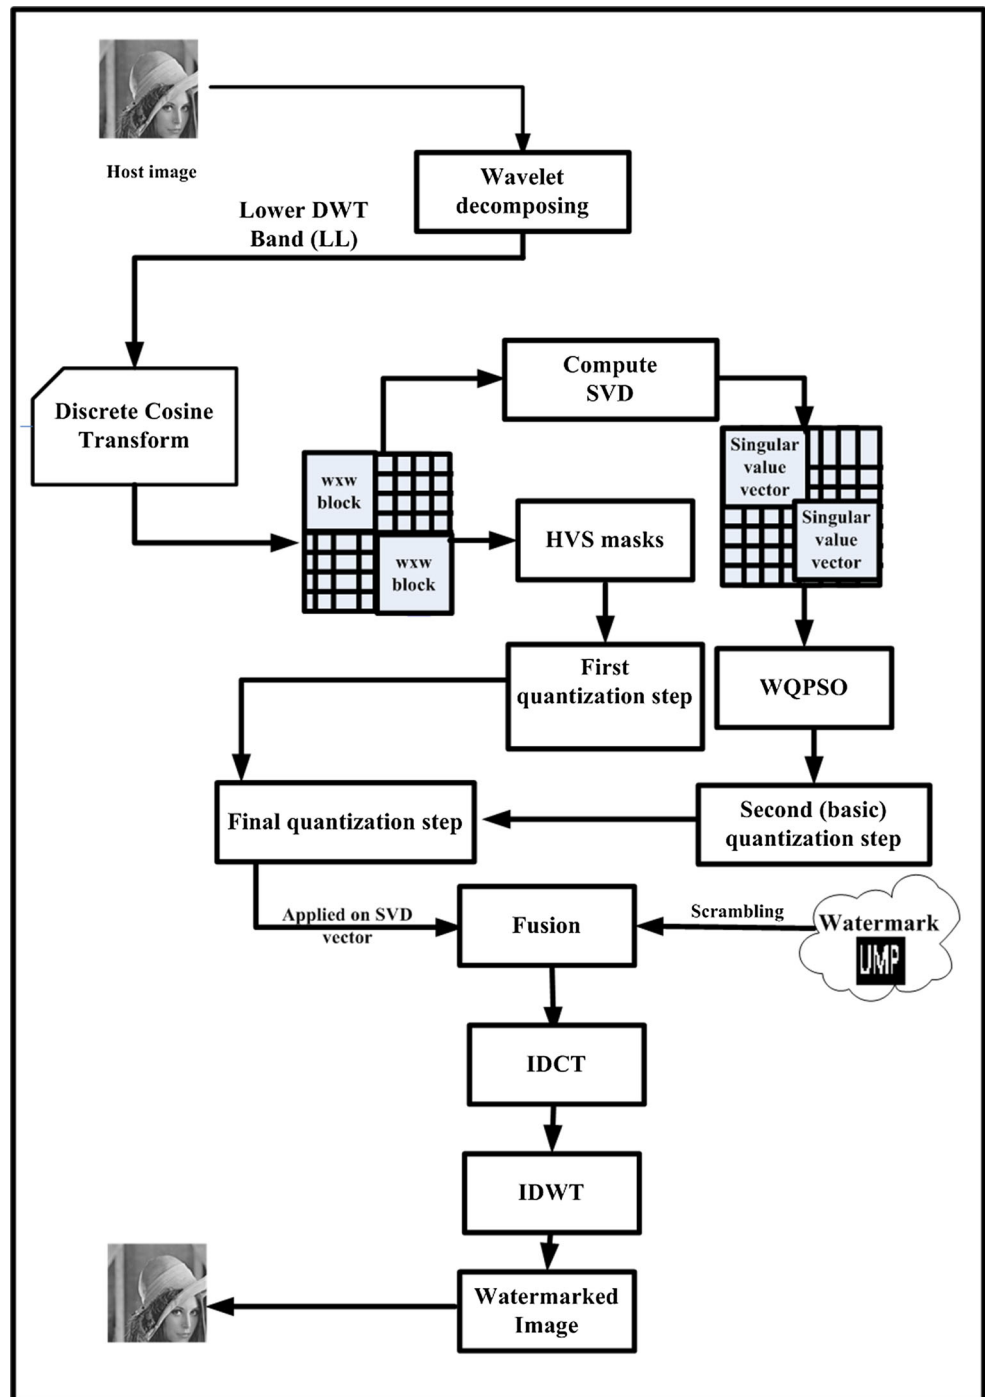 Host image
Wavelet
decomposing
Lower DWT
Band (LL)
Discrete Cosine
Transform
Compute
SVD
wxw
block
wxw
block
HVS masks
Singular
value
vector
Singular
value
vector
First
quantization step
WQPSO
Final quantization step
Second (basic)
quantization step
Applied on SVD
vector
Fusion
Scrambling
Watermark
UMP
IDCT
IDWT
Watermarked
Image